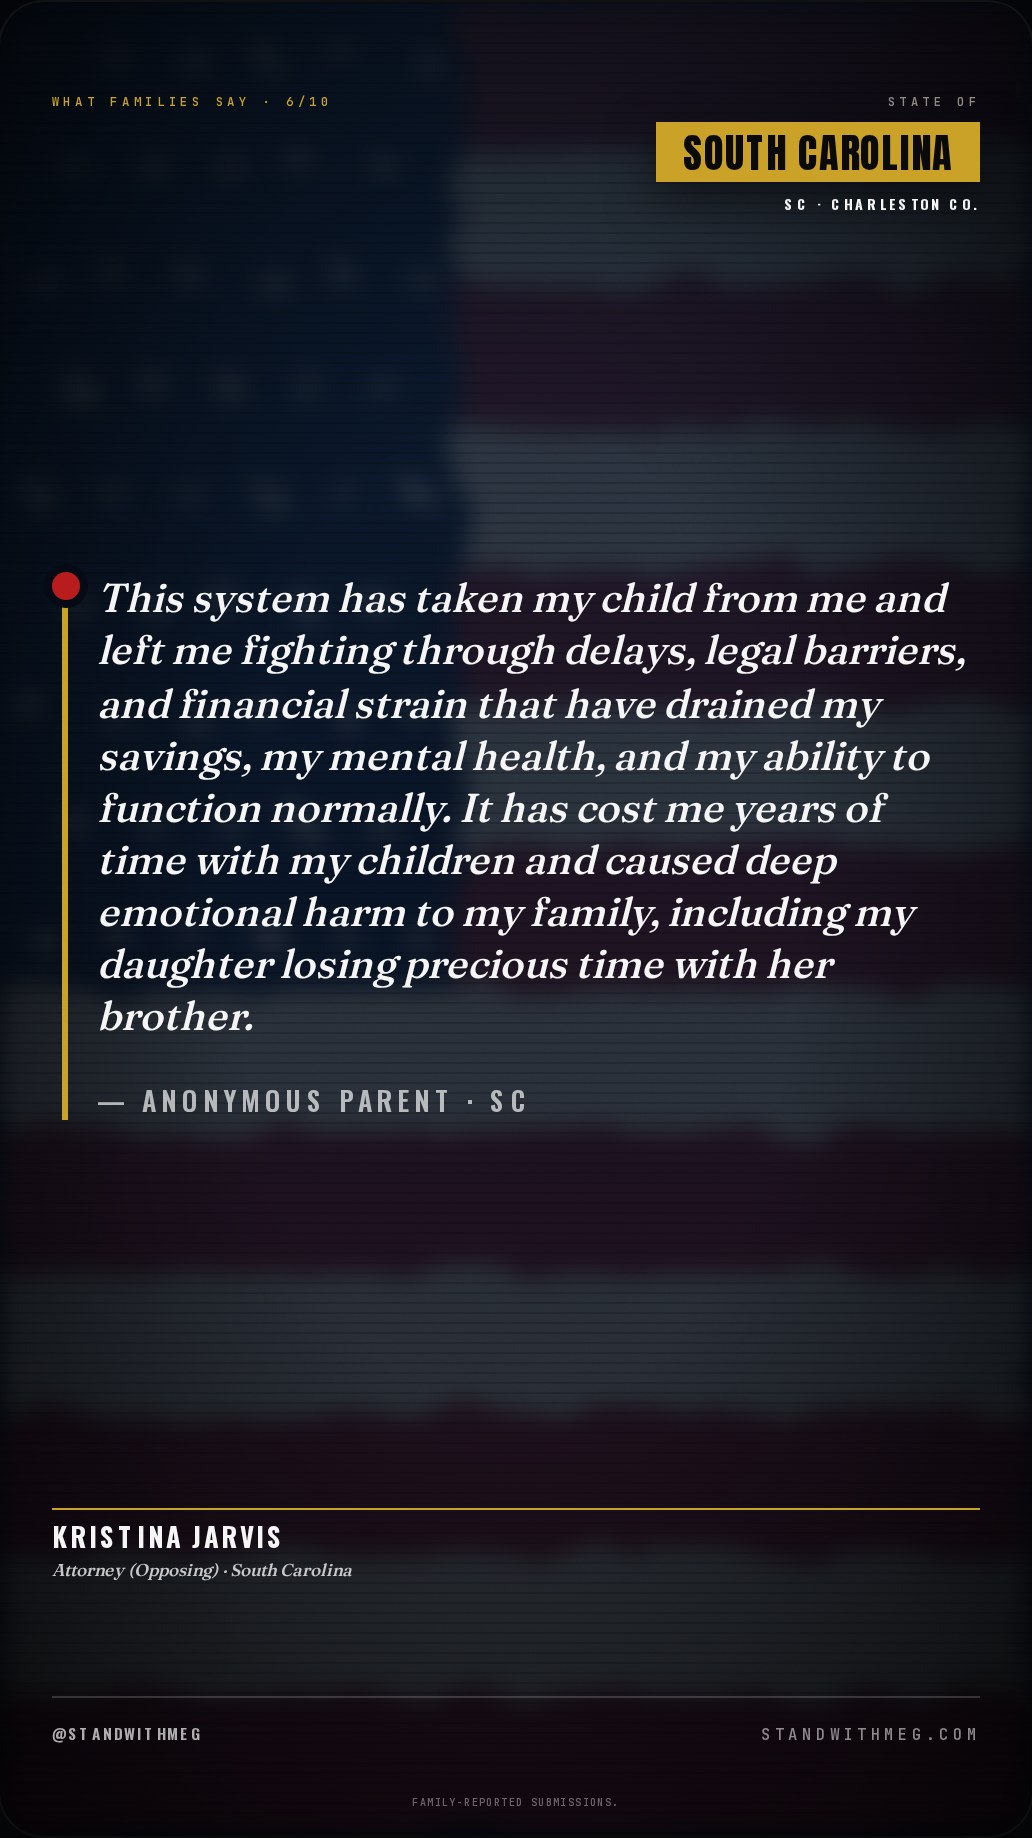 WHAT FAMILIES SAY · 6/10
STATE OF
SOUTH CAROLINA
SC · CHARLESTON CO.
This system has taken my child from me and
left me fighting through delays, legal barriers,
and financial strain that have drained my
savings, my mental health, and my ability to
function normally. It has cost me years of
time with my children and caused deep
emotional harm to my family, including my
daughter losing precious time with her
brother.
— ANONYMOUS PARENT · SC
KRISTINA JARVIS
Attorney (Opposing) · South Carolina
@STANDWITHMEG
STANDWITHMEG.COM
FAMILY-REPORTED SUBMISSIONS.